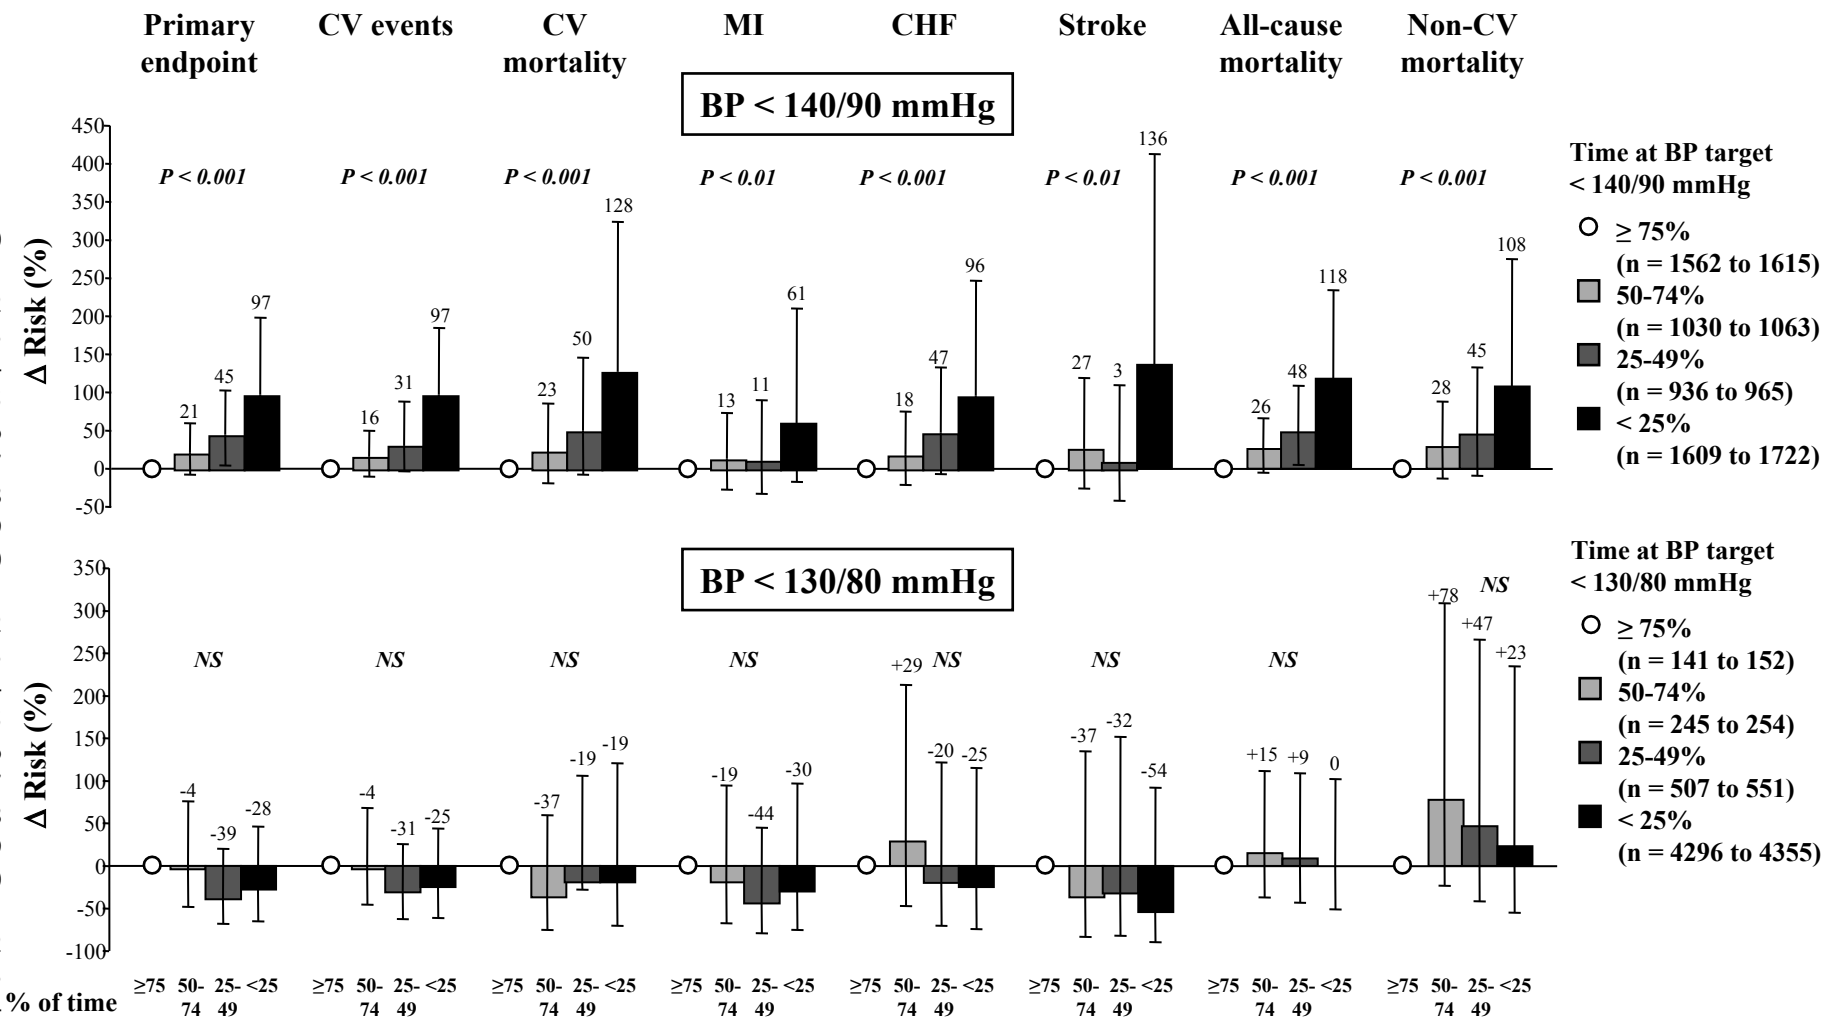 Primary CV events CV MI CHF Stroke All-cause Non-CV
endpoint mortality mortality mortality
BP < 140/90 mmHg
Δ Risk (%)
450
400
350
300
250
200
150
100
50
0
-50
P < 0.001 P < 0.001 P < 0.001 P < 0.01 P < 0.001 P < 0.01 P < 0.001 P < 0.001
21 45 97
16 31 97
23 50 128
13 11 61
18 47 96
27 3 136
26 48 118
28 45 108
Time at BP target
< 140/90 mmHg
≥ 75%
(n = 1562 to 1615)
50-74%
(n = 1030 to 1063)
25-49%
(n = 936 to 965)
< 25%
(n = 1609 to 1722)
BP < 130/80 mmHg
Δ Risk (%)
350
300
250
200
150
100
50
0
-50
-100
NS NS NS NS NS NS NS NS
-4 -39 -28
-4 -31 -25
-37 -19 -19
-19 -44 -30
+29 -20 -25
-37 -32 -54
+15 +9 0
+78 +47 +23
Time at BP target
< 130/80 mmHg
≥ 75%
(n = 141 to 152)
50-74%
(n = 245 to 254)
25-49%
(n = 507 to 551)
< 25%
(n = 4296 to 4355)
≥75 50- 25- <25 ≥75 50- 25- <25 ≥75 50- 25- <25 ≥75 50- 25- <25 ≥75 50- 25- <25 ≥75 50- 25- <25 ≥75 50- 25- <25 ≥75 50- 25- <25
% of time 74 49 74 49 74 49 74 49 74 49 74 49 74 49 74 49